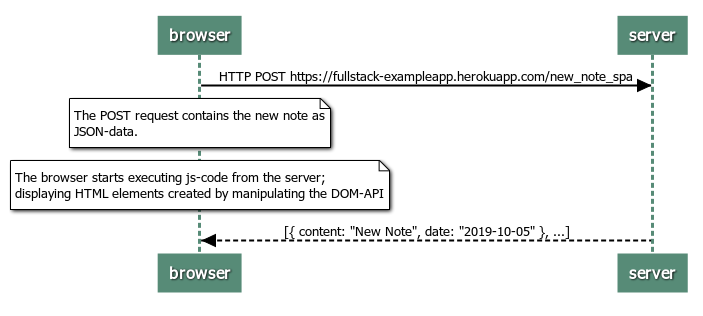 browser server
HTTP POST https://fullstack-exampleapp.herokuapp.com/new_note_spa
The POST request contains the new note as
JSON-data.
The browser starts executing js-code from the server;
displaying HTML elements created by manipulating the DOM-API
[{ content: "New Note", date: "2019-10-05" }, ...]
browser server